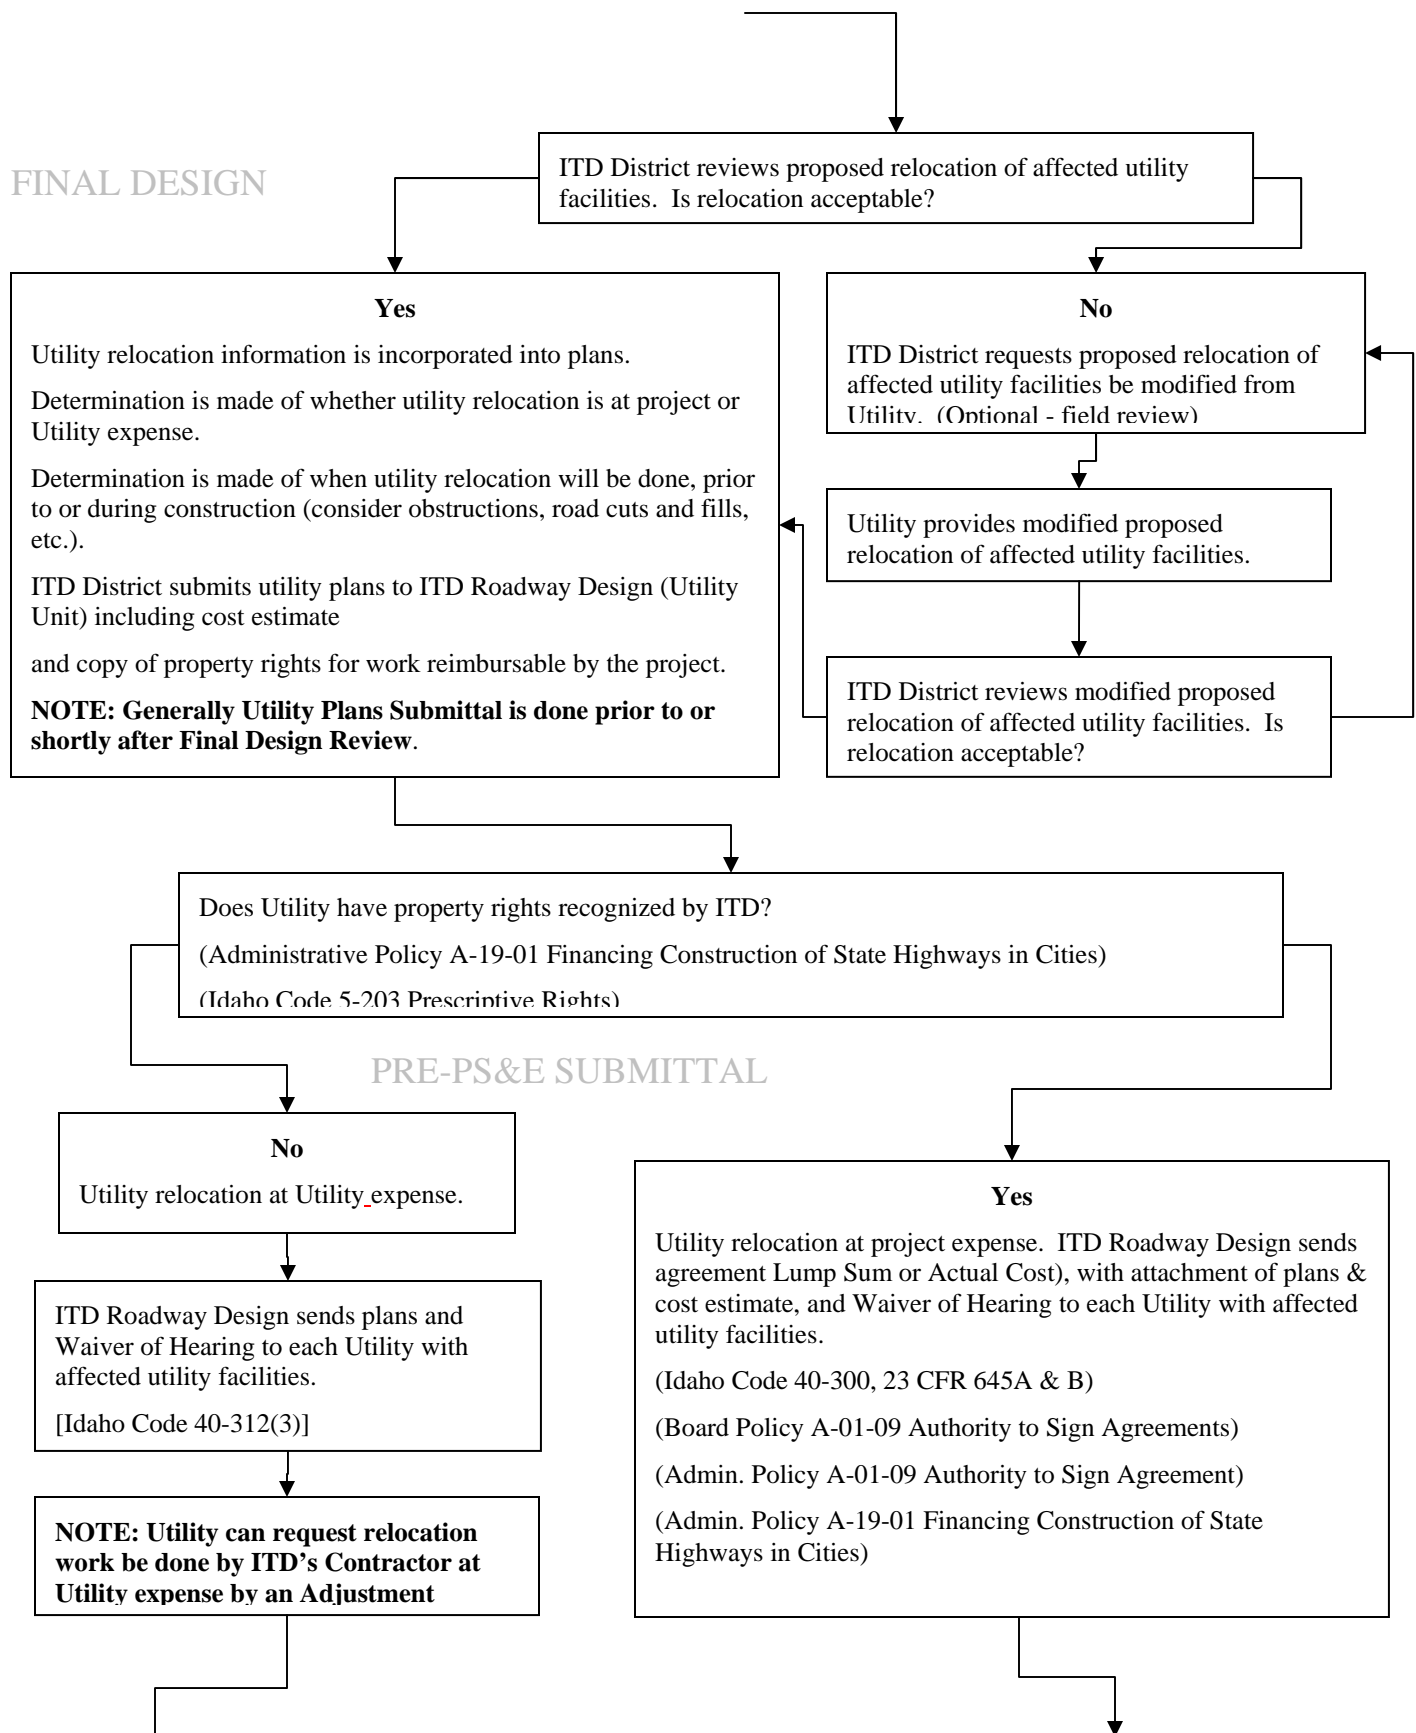 ITD District reviews proposed relocation of affected utility
facilities.  Is relocation acceptable?
FINAL DESIGN
Yes
Utility relocation information is incorporated into plans.
Determination is made of whether utility relocation is at project or
Utility expense.
Determination is made of when utility relocation will be done, prior
to or during construction (consider obstructions, road cuts and fills,
etc.).
ITD District submits utility plans to ITD Roadway Design (Utility
Unit) including cost estimate
and copy of property rights for work reimbursable by the project.
NOTE: Generally Utility Plans Submittal is done prior to or
shortly after Final Design Review.
No
ITD District requests proposed relocation of
affected utility facilities be modified from
Utility.  (Optional - field review)
Utility provides modified proposed
relocation of affected utility facilities.
ITD District reviews modified proposed
relocation of affected utility facilities.  Is
relocation acceptable?
Does Utility have property rights recognized by ITD?
(Administrative Policy A-19-01 Financing Construction of State Highways in Cities)
(Idaho Code 5-203 Prescriptive Rights)
PRE-PS&E SUBMITTAL
No
Utility relocation at Utility expense.
ITD Roadway Design sends plans and
Waiver of Hearing to each Utility with
affected utility facilities.
[Idaho Code 40-312(3)]
NOTE: Utility can request relocation
work be done by ITD’s Contractor at
Utility expense by an Adjustment
Yes
Utility relocation at project expense.  ITD Roadway Design sends
agreement Lump Sum or Actual Cost), with attachment of plans &
cost estimate, and Waiver of Hearing to each Utility with affected
utility facilities.
(Idaho Code 40-300, 23 CFR 645A & B)
(Board Policy A-01-09 Authority to Sign Agreements)
(Admin. Policy A-01-09 Authority to Sign Agreement)
(Admin. Policy A-19-01 Financing Construction of State
Highways in Cities)